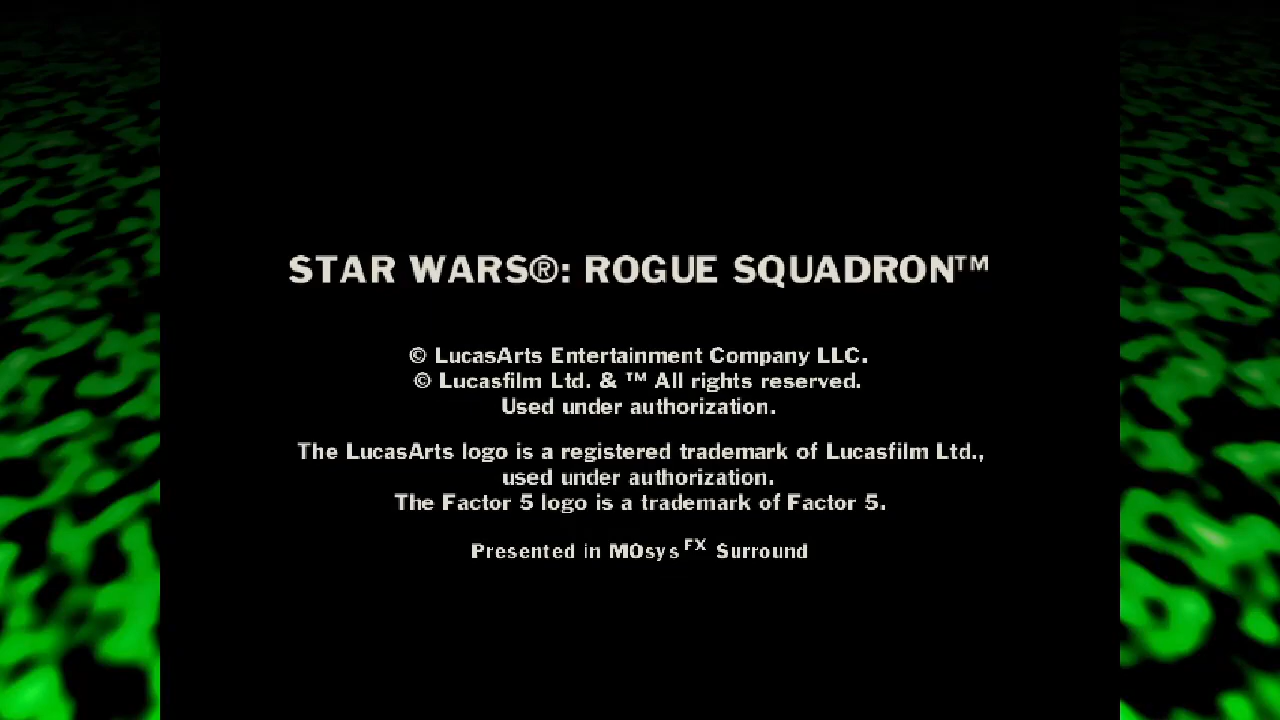 STAR WARS®: ROGUE SQUADRON™
© LucasArts Entertainment Company LLC.
© Lucasfilm Ltd. & ™ All rights reserved.
Used under authorization.
The LucasArts logo is a registered trademark of Lucasfilm Ltd.,
used under authorization.
The Factor 5 logo is a trademark of Factor 5.
Presented in MOsys FX Surround